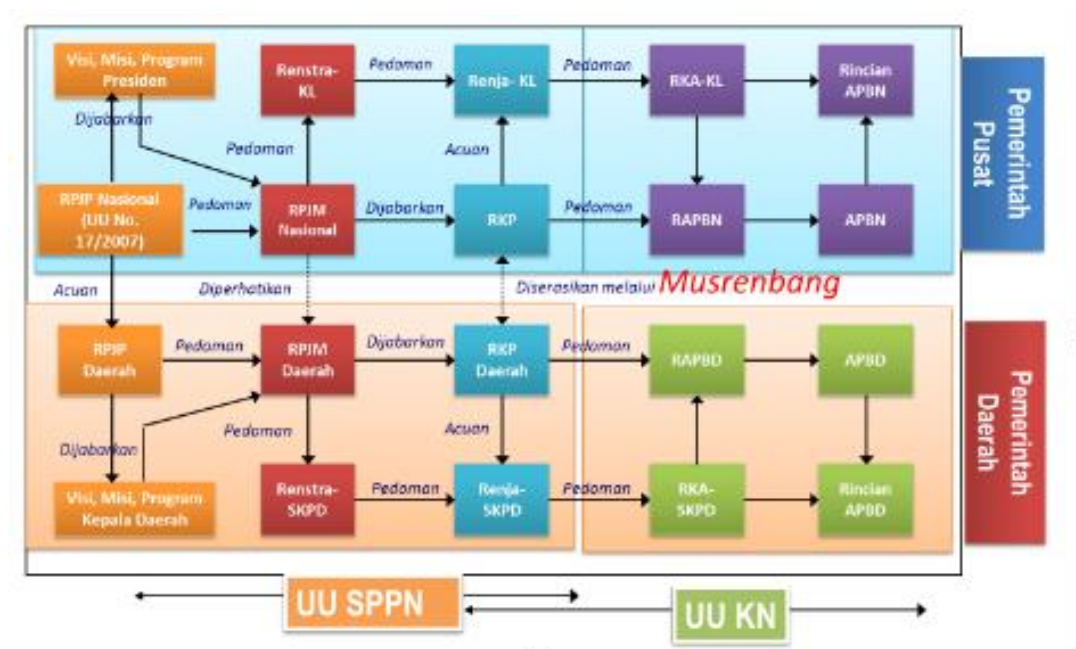 Visi, Misi, Program
Presiden
Renstra-
KL
Pedoman
Renja- KL
Pedoman
RKA-KL
Rincian
APBN
Dijabarkan
Pedoman
Acuan
RPJP Nasional
(UU No.
17/2007)
Pedoman
RPJM
Nasional
Dijabarkan
RKP
Pedoman
RAPBN
APBN
Pemerintah
Pusat
Acuan
Diperhatikan
Diserasikan melalui Musrenbang
RPJP
Daerah
Pedoman
RPJM
Daerah
Dijabarkan
RKP
Daerah
Pedoman
RAPBD
APBD
Pemerintah
Daerah
Dijabarkan
Pedoman
Acuan
Visi, Misi, Program
Kepala Daerah
Renstra-
SKPD
Pedoman
Renja-
SKPD
Pedoman
RKA-
SKPD
Rincian
APBD
UU SPPN
UU KN